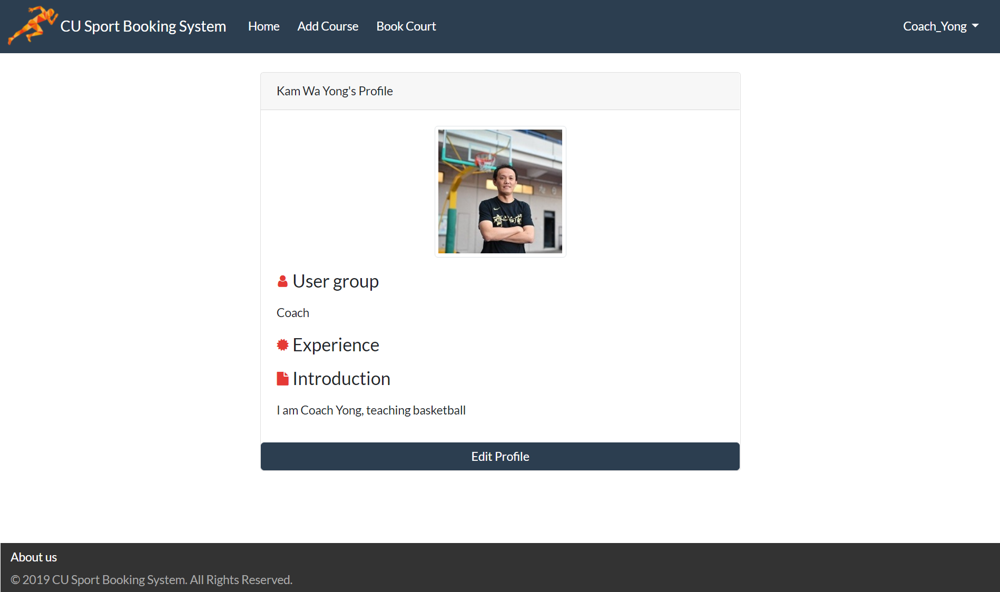 CU Sport Booking System Home Add Course Book Court Coach_Yong
Kam Wa Yong's Profile
User group
Coach
Experience
Introduction
I am Coach Yong, teaching basketball
Edit Profile
About us
© 2019 CU Sport Booking System. All Rights Reserved.